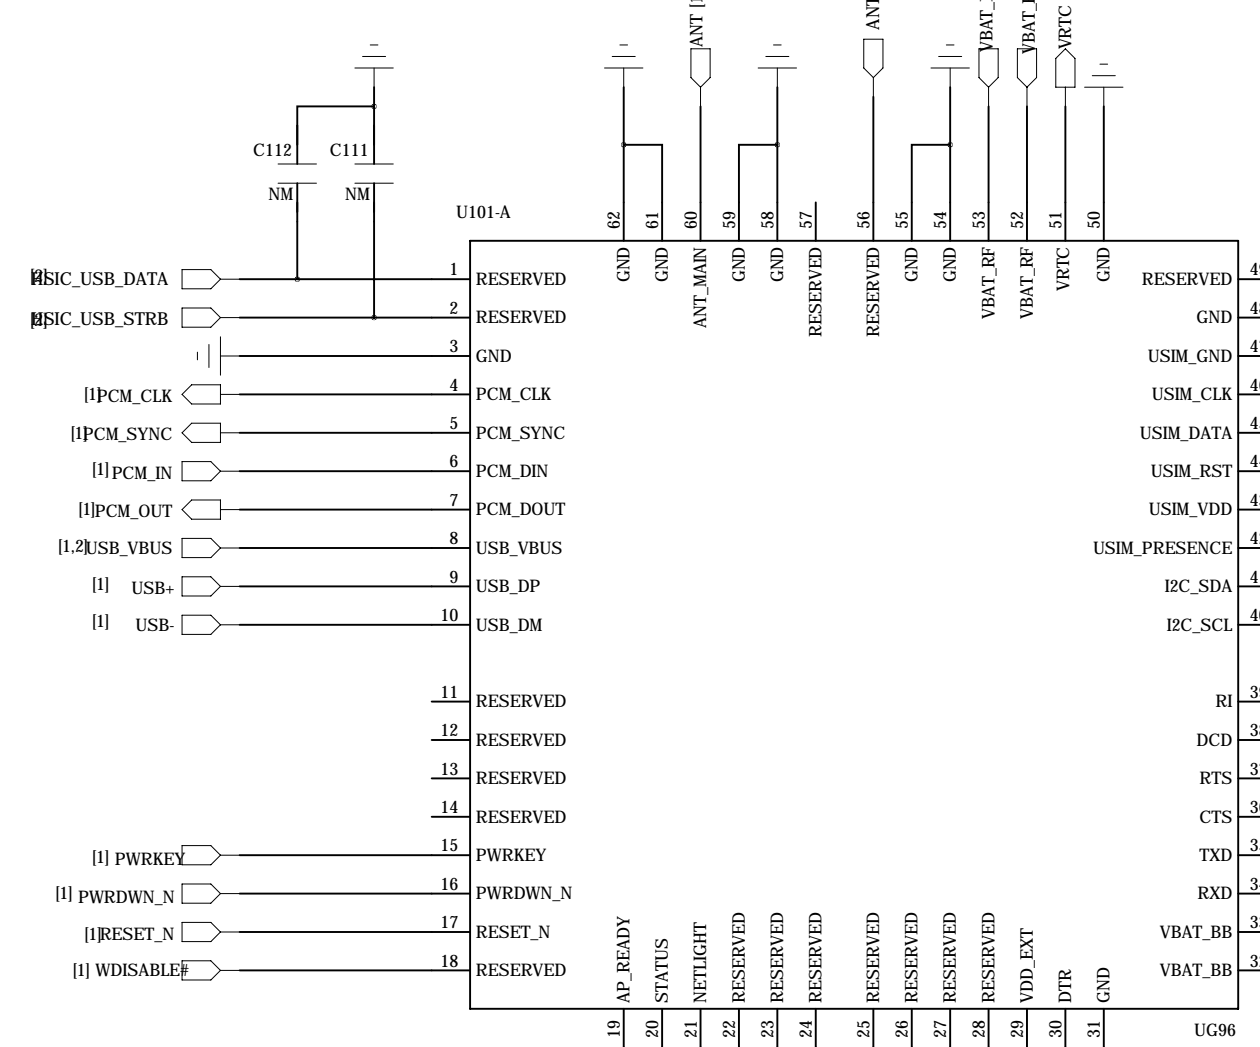 ANT [1
ANT
VBAT_
VBAT_
VRTC
C112
C111
NM
NM
U101-A
62
61
60
59
58
57
56
55
54
53
52
51
50
GND
GND
ANT_MAIN
GND
GND
RESERVED
RESERVED
GND
GND
VBAT_RF
VBAT_RF
VRTC
GND
HSIC_USB_DATA
1
RESERVED
HSIC_USB_STRB
2
RESERVED
3
GND
[1]PCM_CLK
4
PCM_CLK
[1]PCM_SYNC
5
PCM_SYNC
[1] PCM_IN
6
PCM_DIN
[1]PCM_OUT
7
PCM_DOUT
[1,2]USB_VBUS
8
USB_VBUS
[1] USB+
9
USB_DP
[1] USB-
10
USB_DM
11
RESERVED
12
RESERVED
13
RESERVED
14
RESERVED
[1] PWRKEY
15
PWRKEY
[1] PWRDWN_N
16
PWRDWN_N
[1]RESET_N
17
RESET_N
[1] WDISABLE#
18
RESERVED
RESERVED
GND
USIM_GND
USIM_CLK
USIM_DATA
USIM_RST
USIM_VDD
USIM_PRESENCE
I2C_SDA
I2C_SCL
RI
DCD
RTS
CTS
TXD
RXD
VBAT_BB
VBAT_BB
AP_READY
STATUS
NETLIGHT
RESERVED
RESERVED
RESERVED
RESERVED
RESERVED
RESERVED
RESERVED
VDD_EXT
DTR
GND
19
20
21
22
23
24
25
26
27
28
29
30
31
UG96